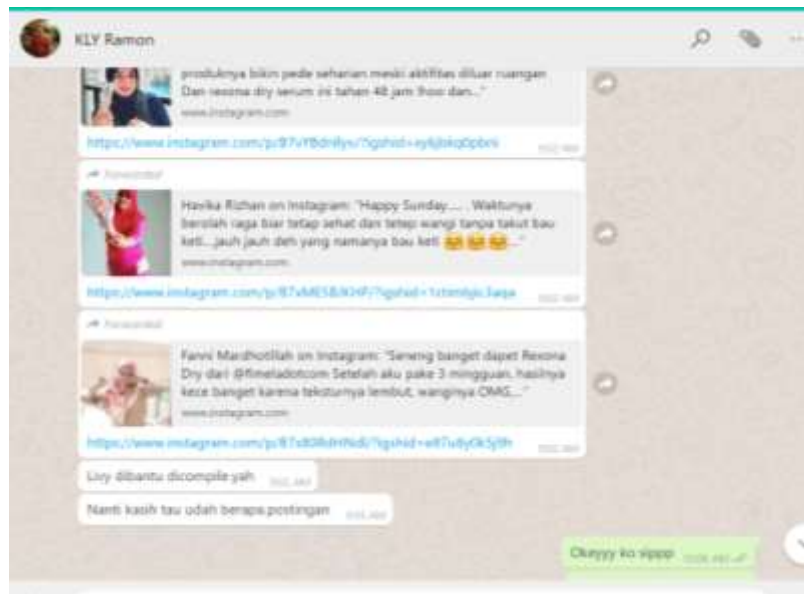 KLY Ramon
produknya bikin pede seharian meski aktifitas diluar ruangan
Dan rexona dry serum ini tahan 48 jam lhoo dan..."
www.instagram.com
Forwarded
Havika Rizhan on Instagram: "Happy Sunday.... . Waktunya
berolah raga biar tetap sehat dan tetep wangi tanpa takut bau
keti...jauh jauh deh yang namanya bau keti 😆😆😆..."
www.instagram.com
Forwarded
Fanni Mardhotillah on Instagram: "Seneng banget dapet Rexona
Dry dari @fimeladotcom Setelah aku pake 3 mingguan, hasilnya
kece banget karena teksturnya lembut, wanginya OMG,..."
www.instagram.com
Livy dibantu dicompile yah
Nanti kasih tau udah berapa postingan
Okeyyy ko sippp